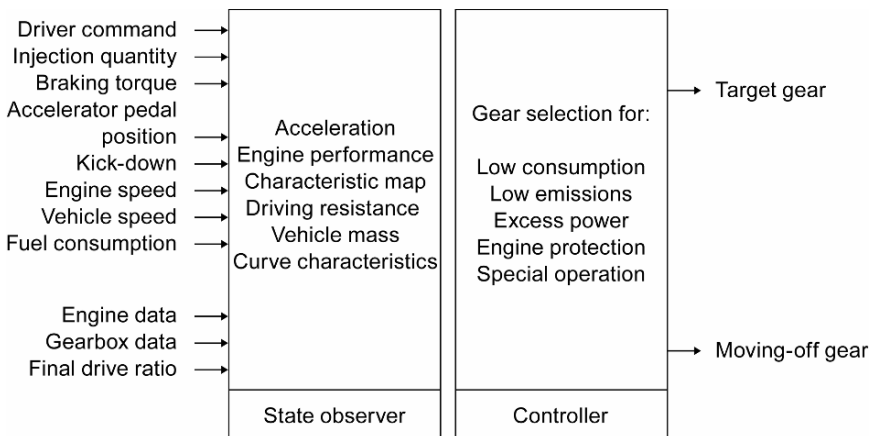 Driver command
Injection quantity
Braking torque
Accelerator pedal
position
Kick-down
Engine speed
Vehicle speed
Fuel consumption
Engine data
Gearbox data
Final drive ratio
Acceleration
Engine performance
Characteristic map
Driving resistance
Vehicle mass
Curve characteristics
State observer
Gear selection for:
Low consumption
Low emissions
Excess power
Engine protection
Special operation
Controller
Target gear
Moving-off gear